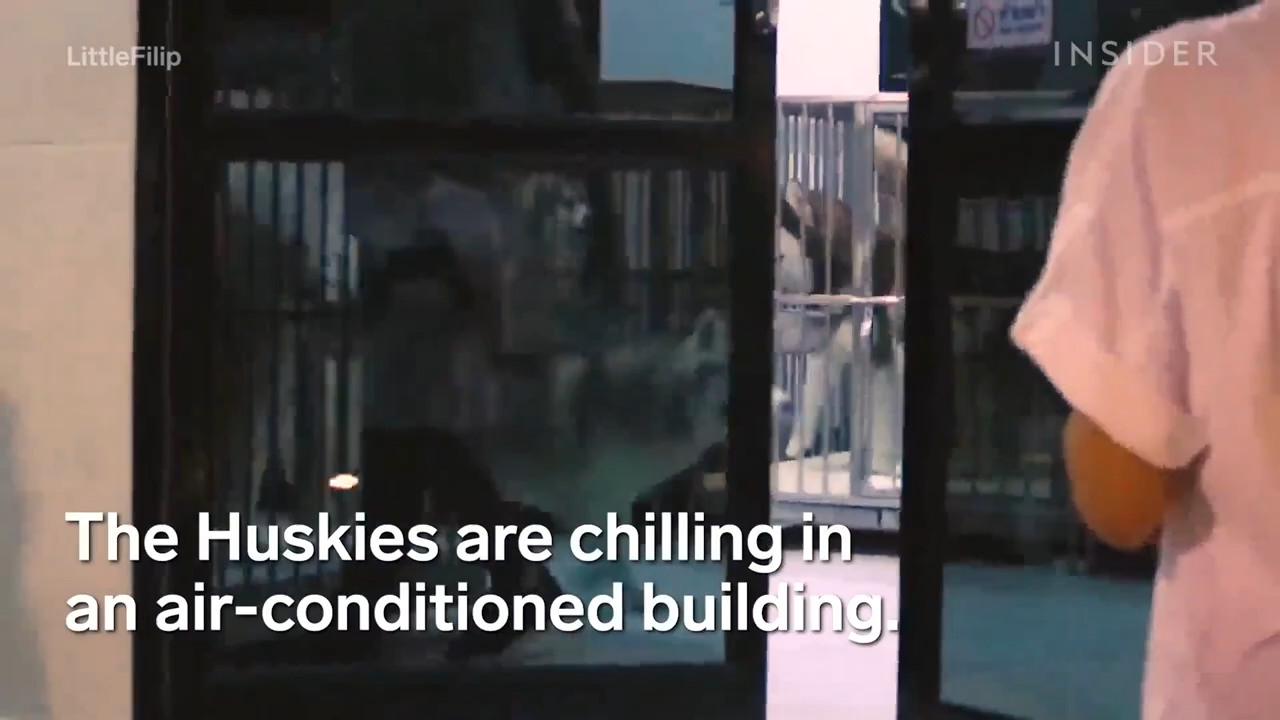 LittleFilip
INSIDER
The Huskies are chilling in
an air-conditioned building.